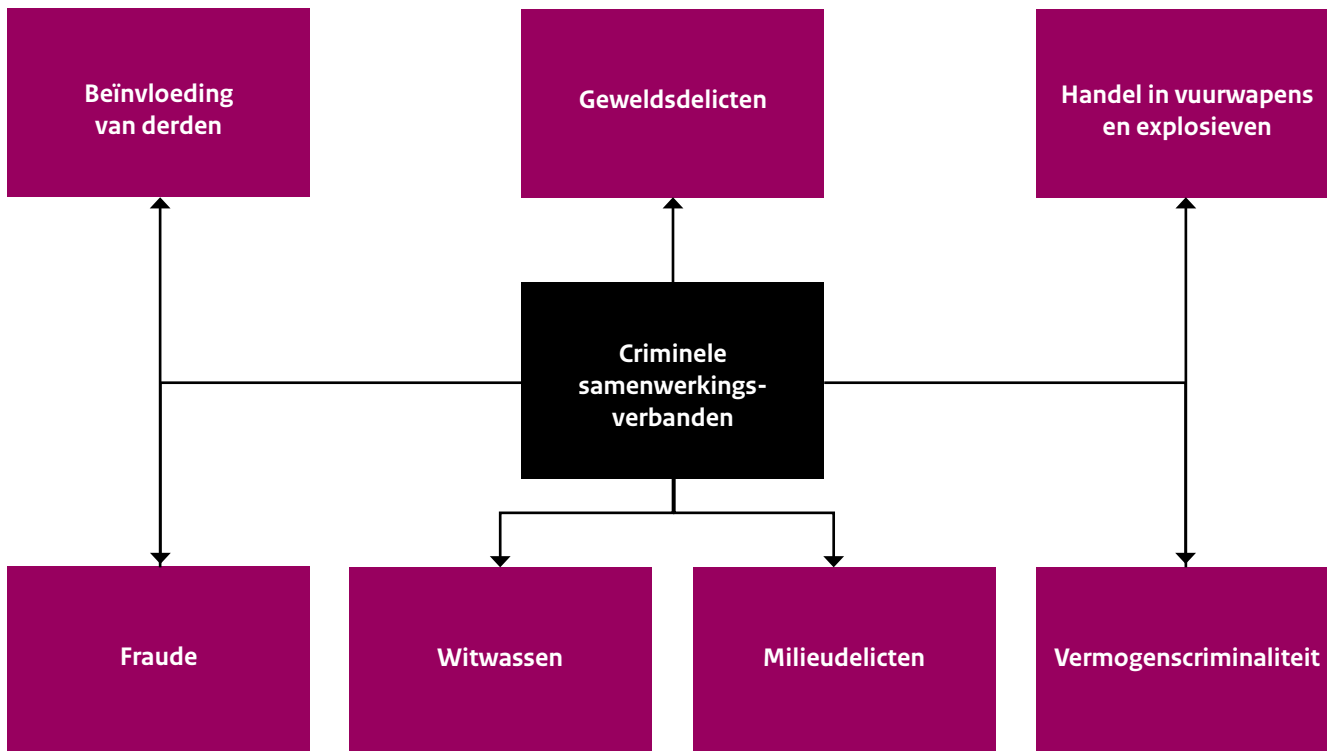 Beïnvloeding
van derden
Geweldsdelicten
Handel in vuurwapens
en explosieven
Criminele
samenwerkings-
verbanden
Fraude
Witwassen
Milieudelicten
Vermogenscriminaliteit